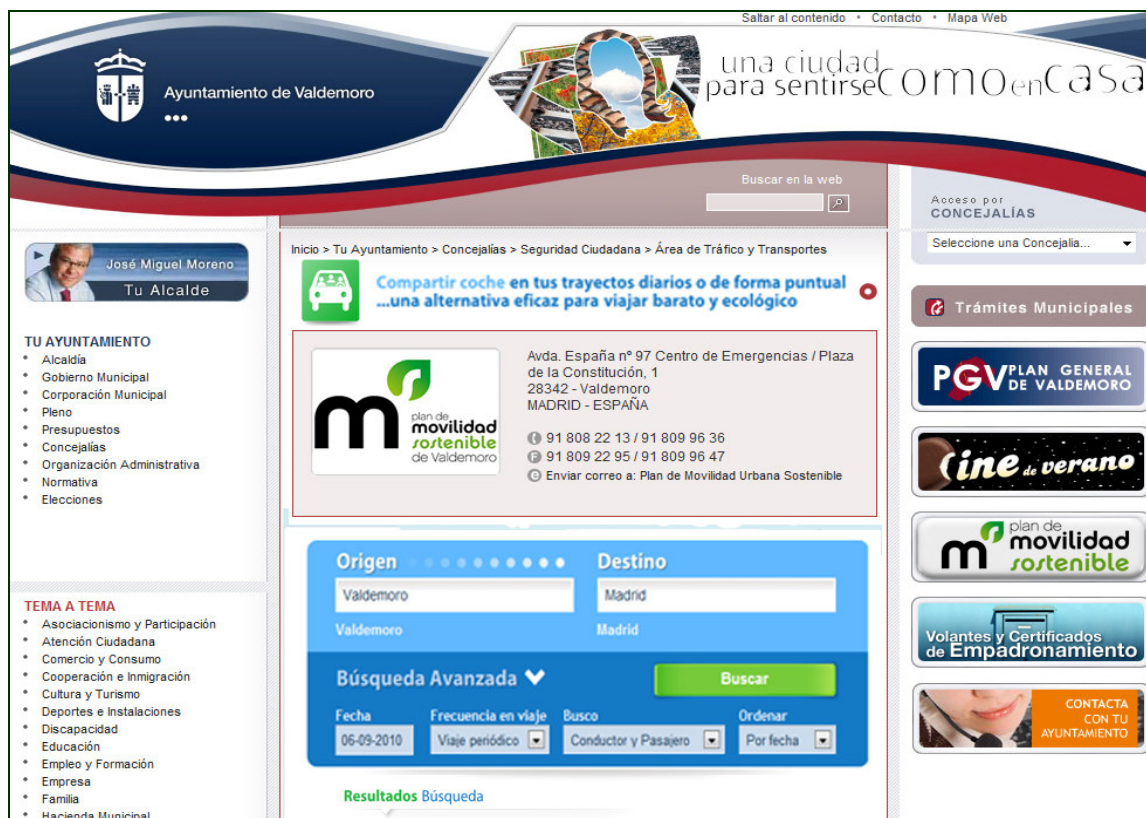 Saltar al contenido • Contacto • Mapa Web
Ayuntamiento de Valdemoro
una ciudad
para sentirse como en casa
Buscar en la web
Acceso por
CONCEJALÍAS
Seleccione una Concejalia...
Inicio > Tu Ayuntamiento > Concejalías > Seguridad Ciudadana > Área de Tráfico y Transportes
José Miguel Moreno
Tu Alcalde
Compartir coche en tus trayectos diarios o de forma puntual
...una alternativa eficaz para viajar barato y ecológico
TU AYUNTAMIENTO
• Alcaldía
• Gobierno Municipal
• Corporación Municipal
• Pleno
• Presupuestos
• Concejalías
• Organización Administrativa
• Normativa
• Elecciones
m
plan de
movilidad
sostenible
de Valdemoro
Avda. España nº 97 Centro de Emergencias / Plaza
de la Constitución, 1
28342 - Valdemoro
MADRID - ESPAÑA
91 808 22 13 / 91 809 96 36
91 809 22 95 / 91 809 96 47
Enviar correo a: Plan de Movilidad Urbana Sostenible
Trámites Municipales
PGV PLAN GENERAL
DE VALDEMORO
Cine de verano
m plan de
movilidad
sostenible
Volantes y Certificados
de Empadronamiento
CONTACTA
CON TU
AYUNTAMIENTO
Origen
Destino
Valdemoro
Madrid
Valdemoro
Madrid
Búsqueda Avanzada
Buscar
Fecha
Frecuencia en viaje
Busco
Ordenar
06-09-2010
Viaje periódico
Conductor y Pasajero
Por fecha
Resultados Búsqueda
TEMA A TEMA
• Asociacionismo y Participación
• Atención Ciudadana
• Comercio y Consumo
• Cooperación e Inmigración
• Cultura y Turismo
• Deportes e Instalaciones
• Discapacidad
• Educación
• Empleo y Formación
• Empresa
• Familia
• Hacienda Municipal